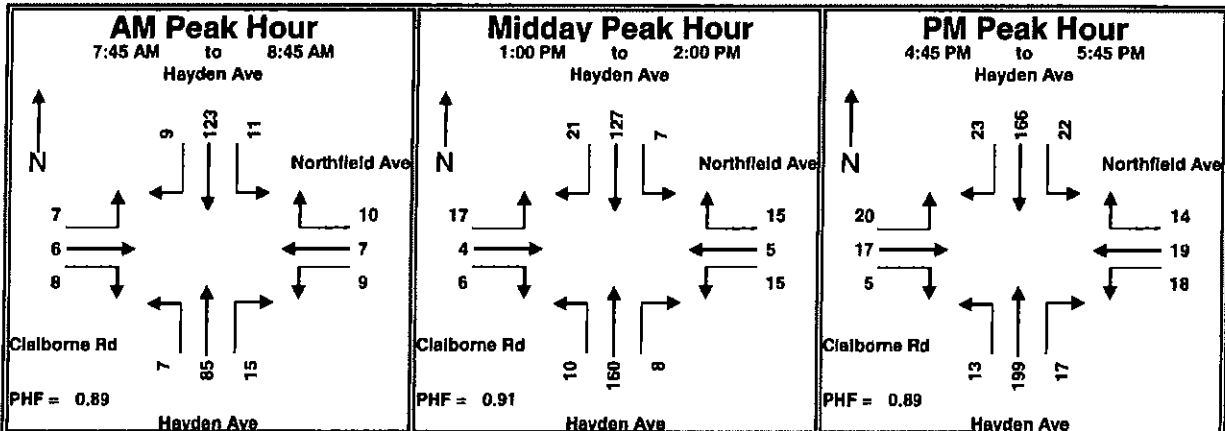 AM Peak Hour
7:45 AM to 8:45 AM
Hayden Ave
9 123 11
N
Northfield Ave
7 10
6 7
8 9
Claiborne Rd
7 85 15
PHF = 0.89
Hayden Ave
Midday Peak Hour
1:00 PM to 2:00 PM
Hayden Ave
21 127 7
N
Northfield Ave
17 15
4 5
6 15
Claiborne Rd
10 160 8
PHF = 0.91
Hayden Ave
PM Peak Hour
4:45 PM to 5:45 PM
Hayden Ave
23 166 22
N
Northfield Ave
20 14
17 19
5 18
Claiborne Rd
13 199 17
PHF = 0.89
Hayden Ave